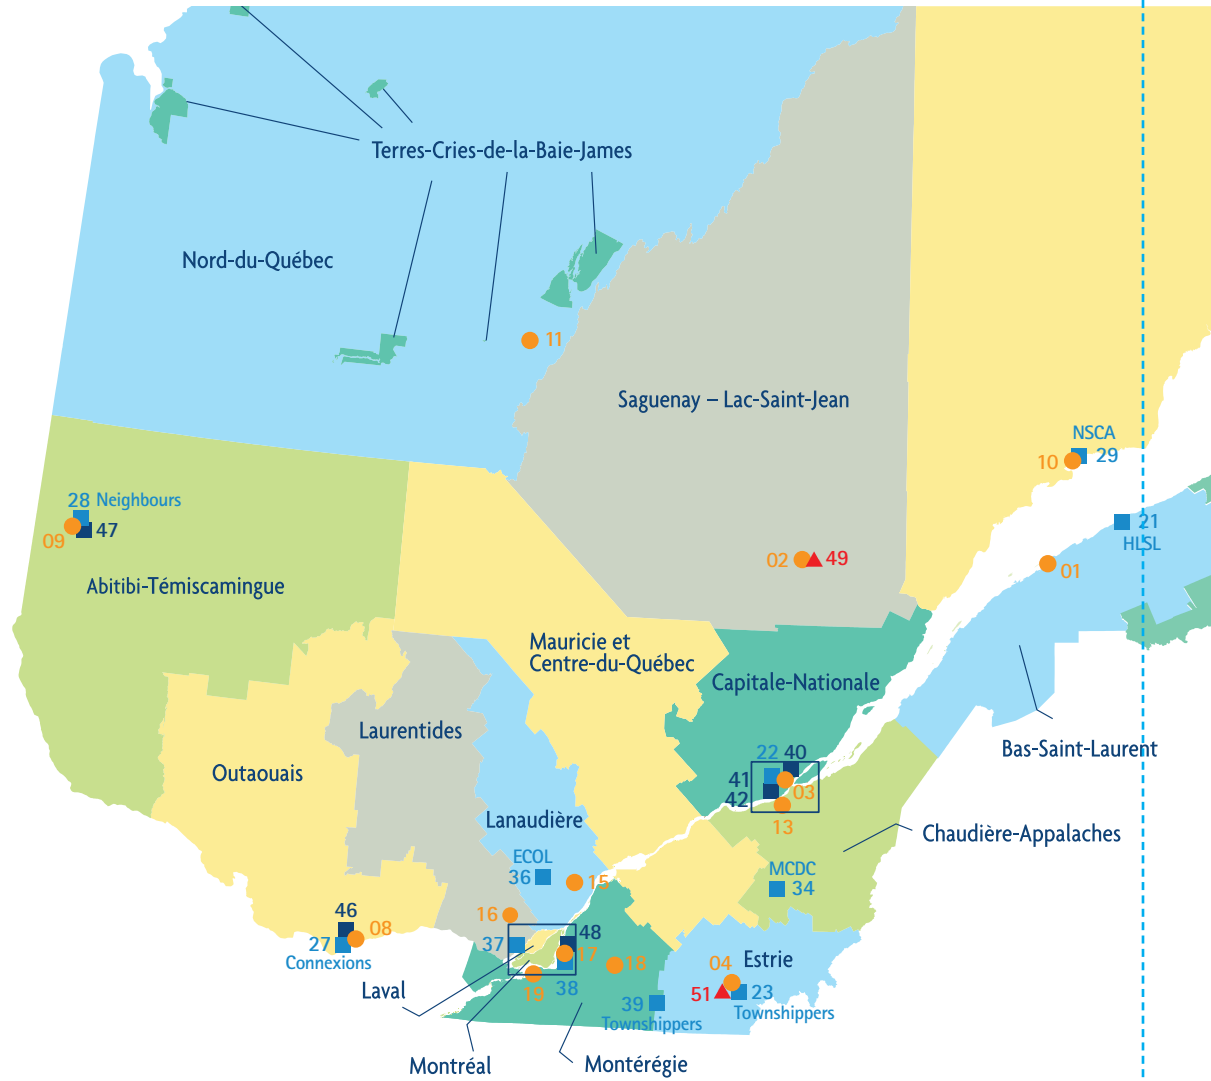 Terres-Cries-de-la-Baie-James
Nord-du-Québec
11
Saguenay – Lac-Saint-Jean
NSCA
10
29
28 Neighbours
47
09
21
HLSL
02
49
01
Abitibi-Témiscamingue
Mauricie et
Centre-du-Québec
Capitale-Nationale
Laurentides
Bas-Saint-Laurent
22
40
Outaouais
41
03
42
13
Lanaudière
Chaudière-Appalaches
ECOL
36
15
MCDC
34
46
16
08
48
27
37
17
Connexions
18
04
Estrie
Laval
19
38
51
23
39
Townshippers
Townshippers
Montréal
Montérégie